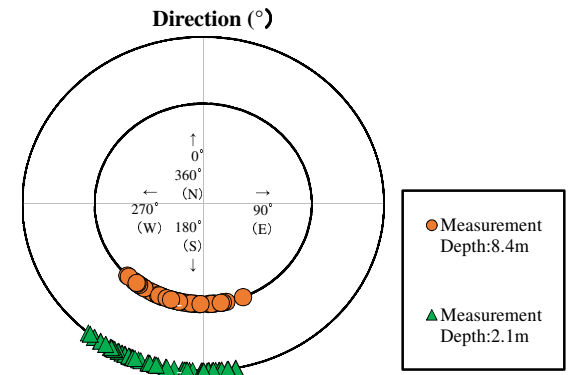 Direction (°)
↑
0°
360°
(N)
←
→
270°
(W)
180°
(S)
90°
(E)
↓
Measurement
Depth:8.4m
Measurement
Depth:2.1m